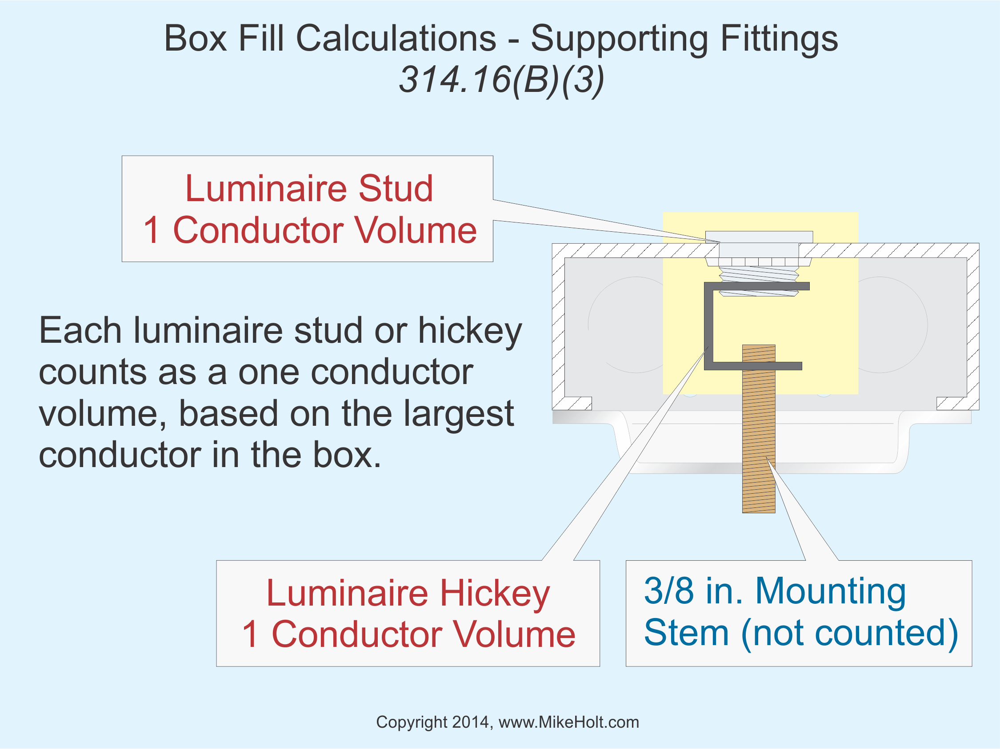 Box Fill Calculations - Supporting Fittings
314.16(B)(3)
Luminaire Stud
1 Conductor Volume
Each luminaire stud or hickey
counts as a one conductor
volume, based on the largest
conductor in the box.
Luminaire Hickey
1 Conductor Volume
3/8 in. Mounting
Stem (not counted)
Copyright 2014, www.MikeHolt.com